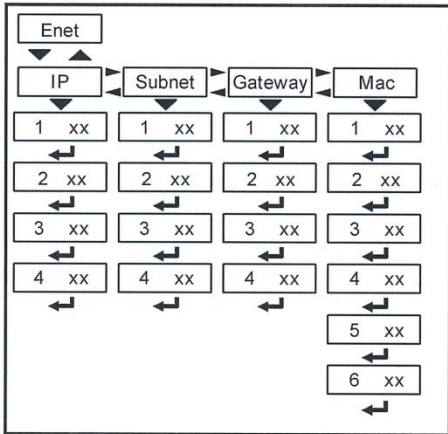 Enet
IP Subnet Gateway Mac
1 xx 1 xx 1 xx 1 xx
2 xx 2 xx 2 xx 2 xx
3 xx 3 xx 3 xx 3 xx
4 xx 4 xx 4 xx 4 xx
5 xx
6 xx